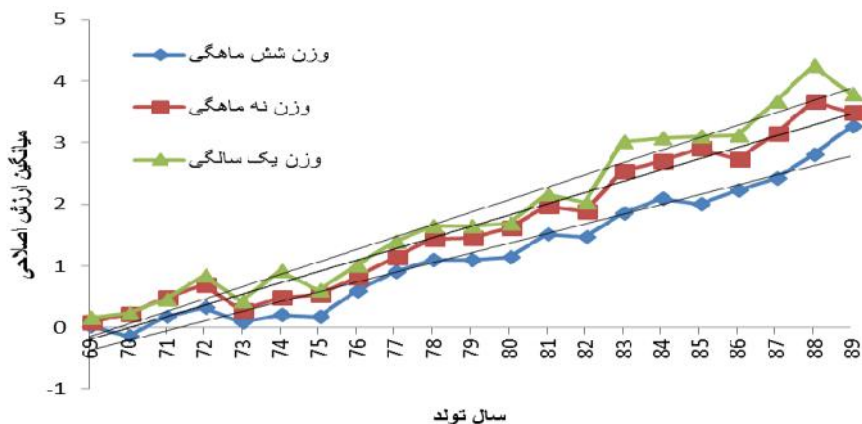 5
4
3
2
1
0
-1
وزن شش ماهگی
وزن نه ماهگی
وزن یک سالگی
میانگین ارزش اصلاحی
69 70 71 72 73 74 75 76 77 78 79 80 81 82 83 84 85 86 87 88 89
سال تولد